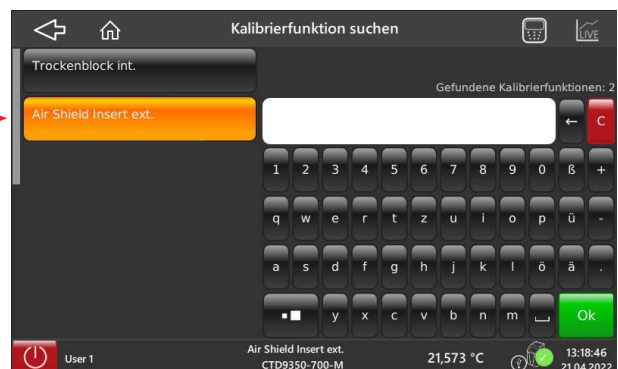 Kalibrierfunktion suchen
LIVE
Trockenblock int.
Gefundene Kalibrierfunktionen: 2
Air Shield Insert ext.
← C
1 2 3 4 5 6 7 8 9 0 ß +
q w e r t z u i o p ü -
a s d f g h j k l ö ä .
y x c v b n m Ok
User 1
Air Shield Insert ext.
CTD9350-700-M
21,573 °C
13:18:46
21.04.2022